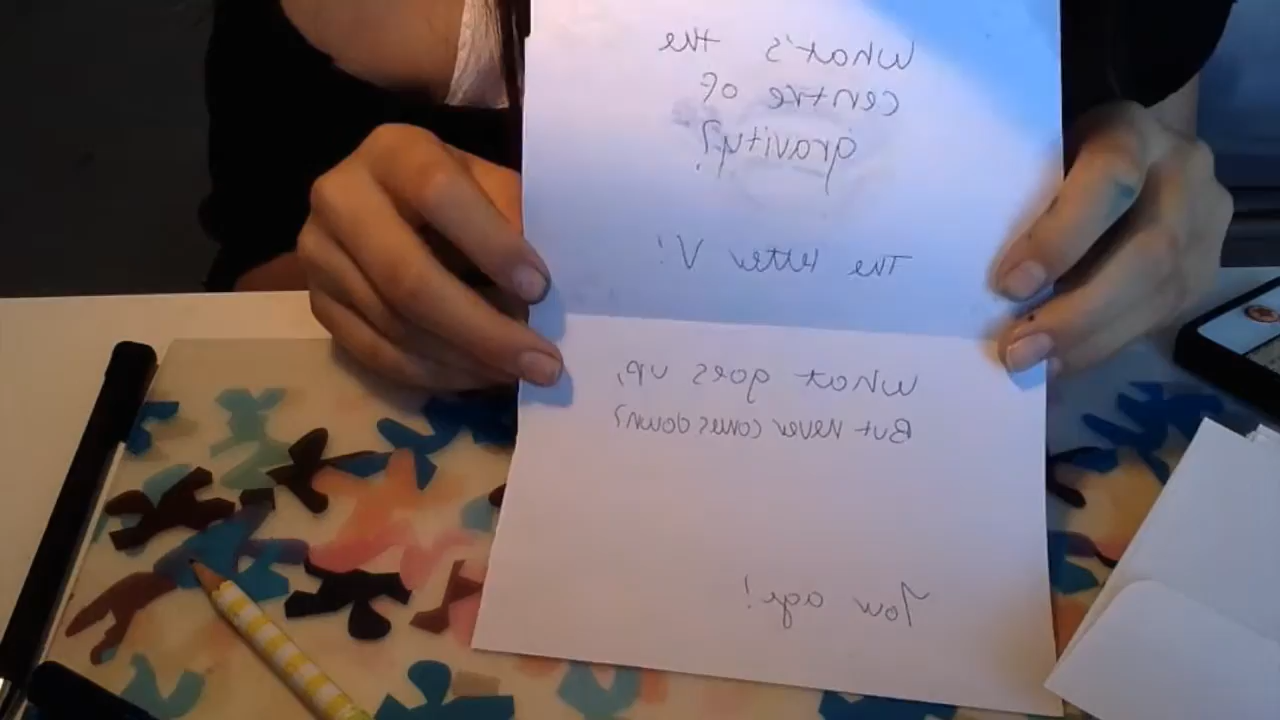 What's the
centre of
gravity?
The letter V!
What goes up,
But never comes down?
Your age!